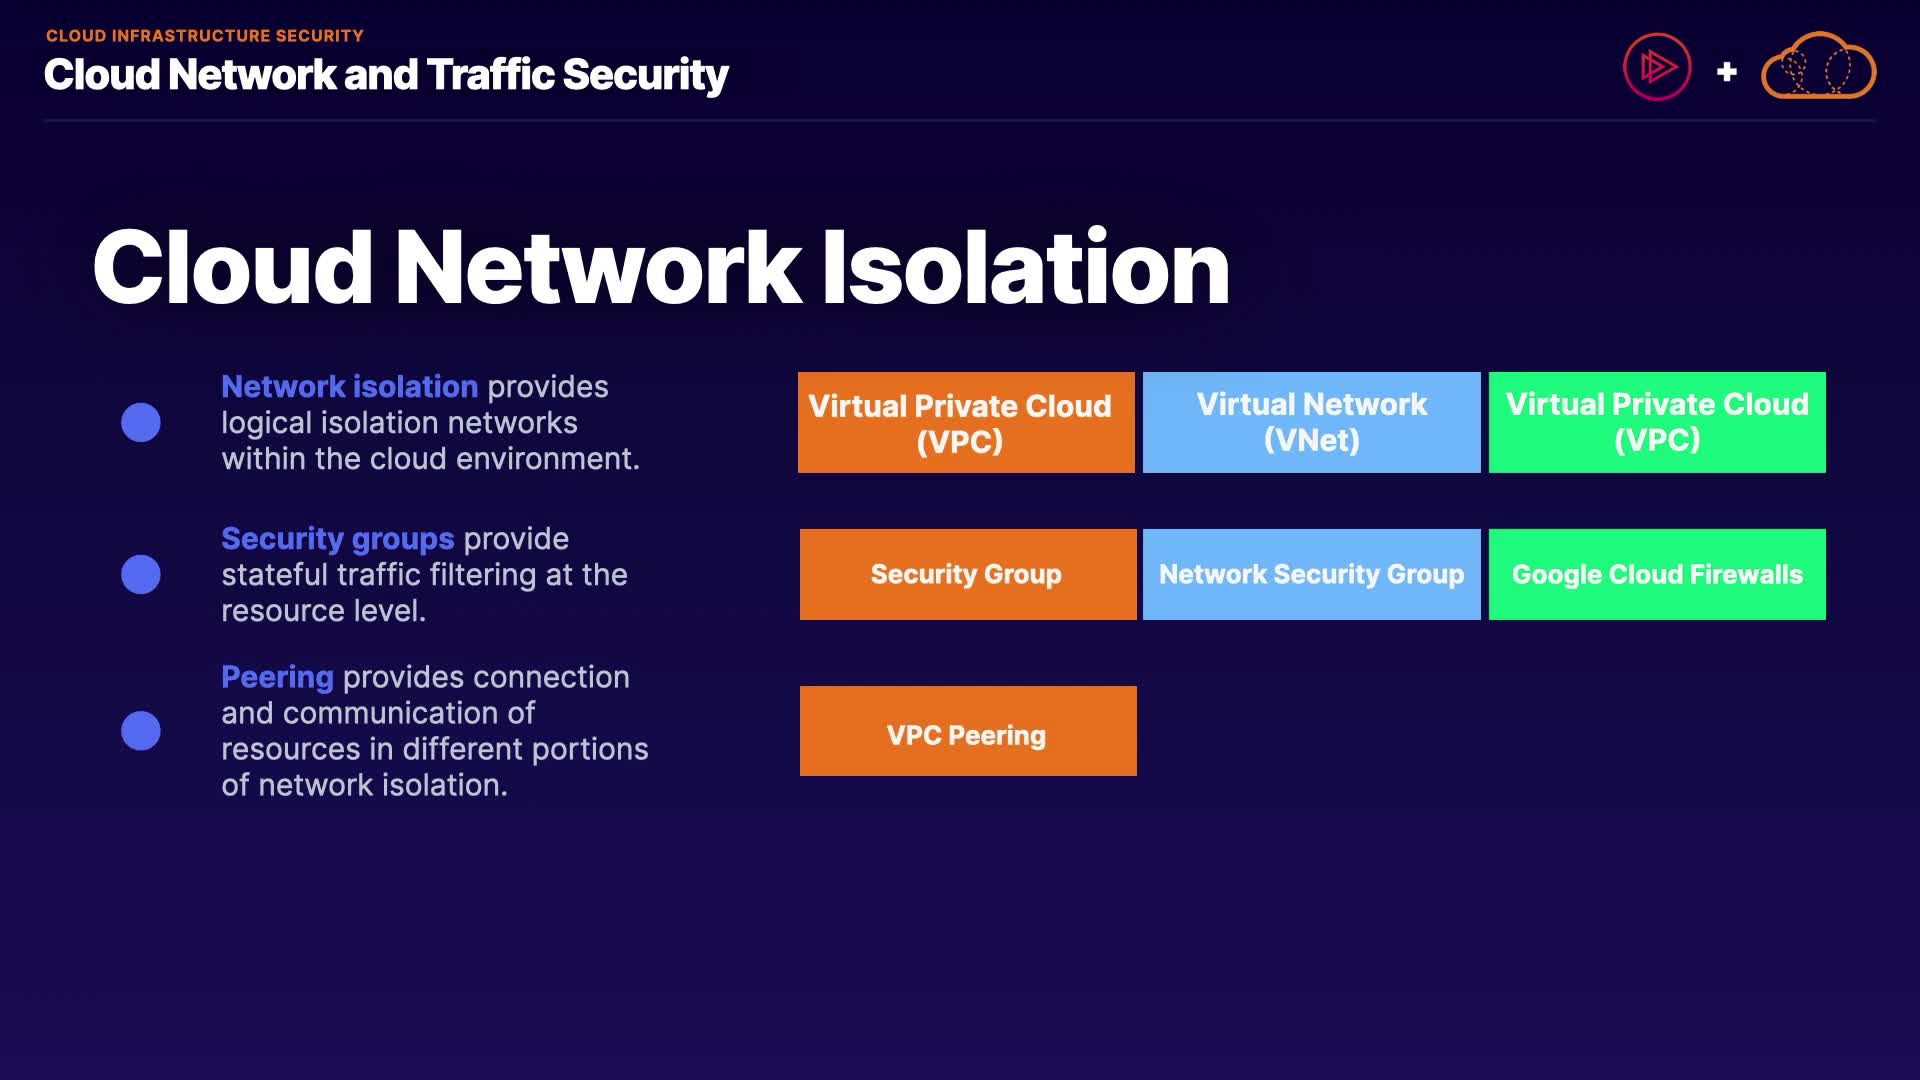 CLOUD INFRASTRUCTURE SECURITY
Cloud Network and Traffic Security
+
Cloud Network Isolation
Network isolation provides
logical isolation networks
within the cloud environment.
Virtual Private Cloud
(VPC)
Virtual Network
(VNet)
Virtual Private Cloud
(VPC)
Security groups provide
stateful traffic filtering at the
resource level.
Security Group
Network Security Group
Google Cloud Firewalls
Peering provides connection
and communication of
resources in different portions
of network isolation.
VPC Peering